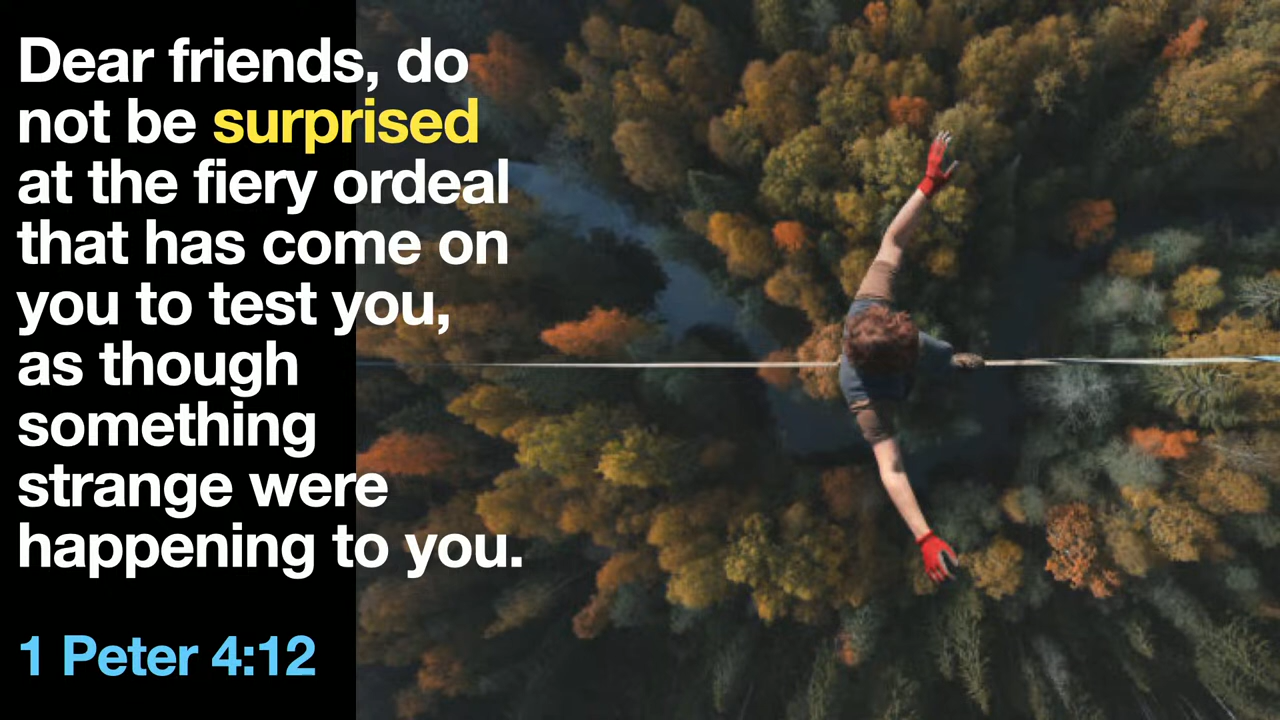 Dear friends, do
not be surprised
at the fiery ordeal
that has come on
you to test you,
as though
something
strange were
happening to you.
1 Peter 4:12